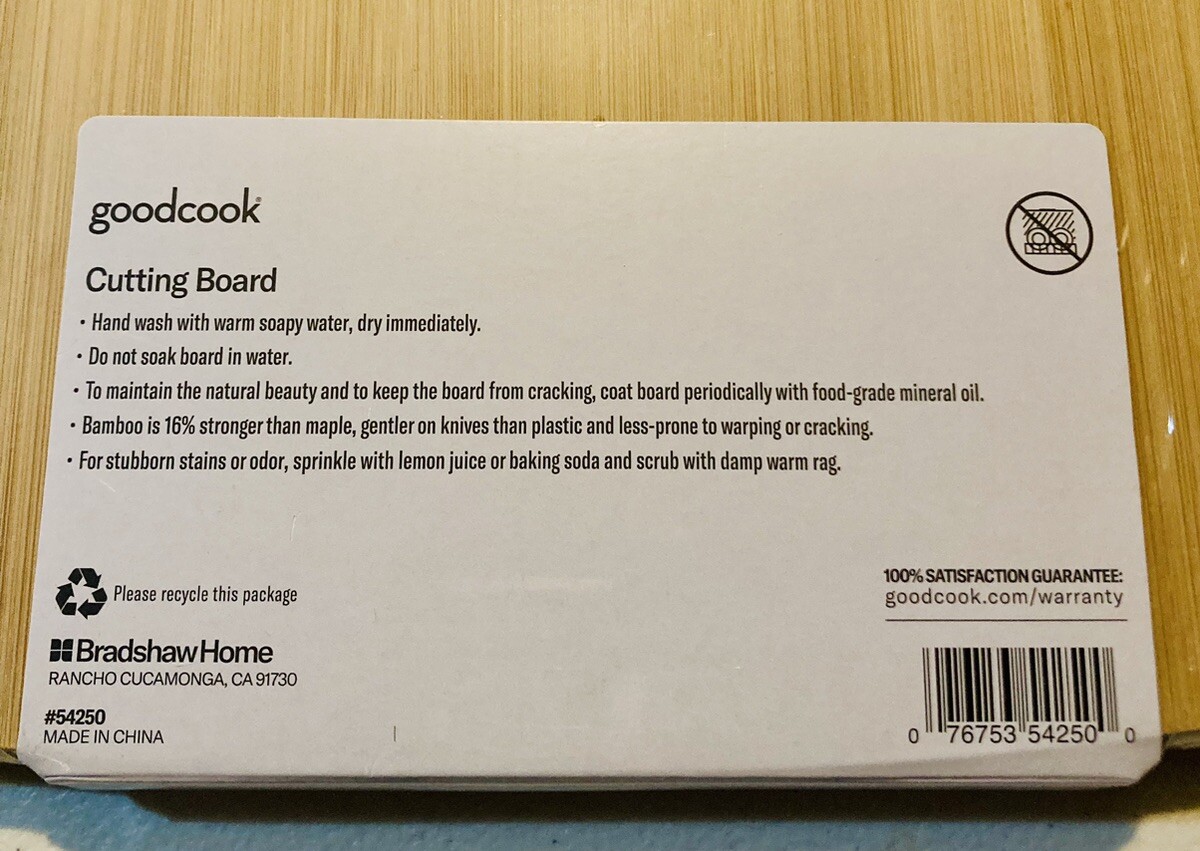 goodcook®
Cutting Board
• Hand wash with warm soapy water, dry immediately.
• Do not soak board in water.
• To maintain the natural beauty and to keep the board from cracking, coat board periodically with food-grade mineral oil.
• Bamboo is 16% stronger than maple, gentler on knives than plastic and less-prone to warping or cracking.
• For stubborn stains or odor, sprinkle with lemon juice or baking soda and scrub with damp warm rag.
Please recycle this package
Bradshaw Home
RANCHO CUCAMONGA, CA 91730
#54250
MADE IN CHINA
100% SATISFACTION GUARANTEE:
goodcook.com/warranty
0 76753 54250 0